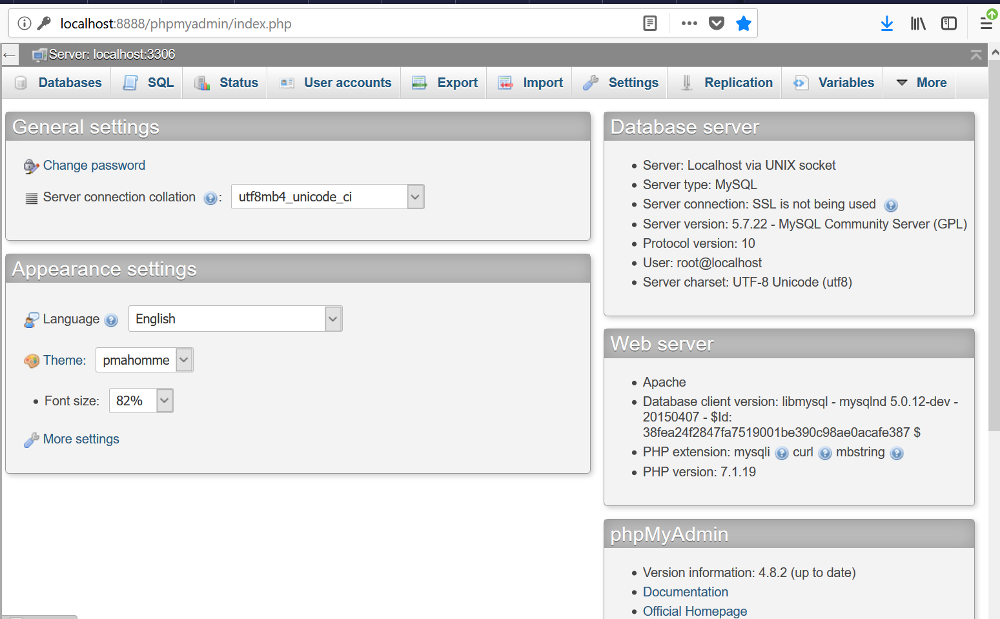 localhost:8888/phpmyadmin/index.php
Server: localhost:3306
Databases SQL Status User accounts Export Import Settings Replication Variables More
General settings
Change password
Server connection collation : utf8mb4_unicode_ci
Appearance settings
Language English
Theme: pmahomme
Font size: 82%
More settings
Database server
Server: Localhost via UNIX socket
Server type: MySQL
Server connection: SSL is not being used
Server version: 5.7.22 - MySQL Community Server (GPL)
Protocol version: 10
User: root@localhost
Server charset: UTF-8 Unicode (utf8)
Web server
Apache
Database client version: libmysql - mysqlnd 5.0.12-dev -
20150407 - $Id:
38fea24f2847fa7519001be390c98ae0acafe387 $
PHP extension: mysqli curl mbstring
PHP version: 7.1.19
phpMyAdmin
Version information: 4.8.2 (up to date)
Documentation
Official Homepage